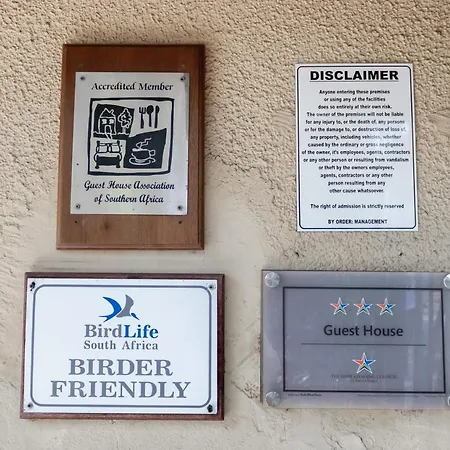 Accredited Member
Guest House Association
of Southern Africa
DISCLAIMER
Anyone entering these premises
or using any of the facilities
does so entirely at their own risk.
The owner of the premises will not be liable
for any injury to, or the death of, any persons
or for the damage to, or destruction of loss of,
any property, including vehicles, whether
caused by the ordinary or gross negligence
of the owner, it's employees, agents, contractors
or any other person or resulting from vandalism
or theft by the owners employees,
agents, contractors or any other
person resulting from any
other cause whatsoever.
The right of admission is strictly reserved
BY ORDER: MANAGEMENT
BirdLife
South Africa
BIRDER
FRIENDLY
Guest House